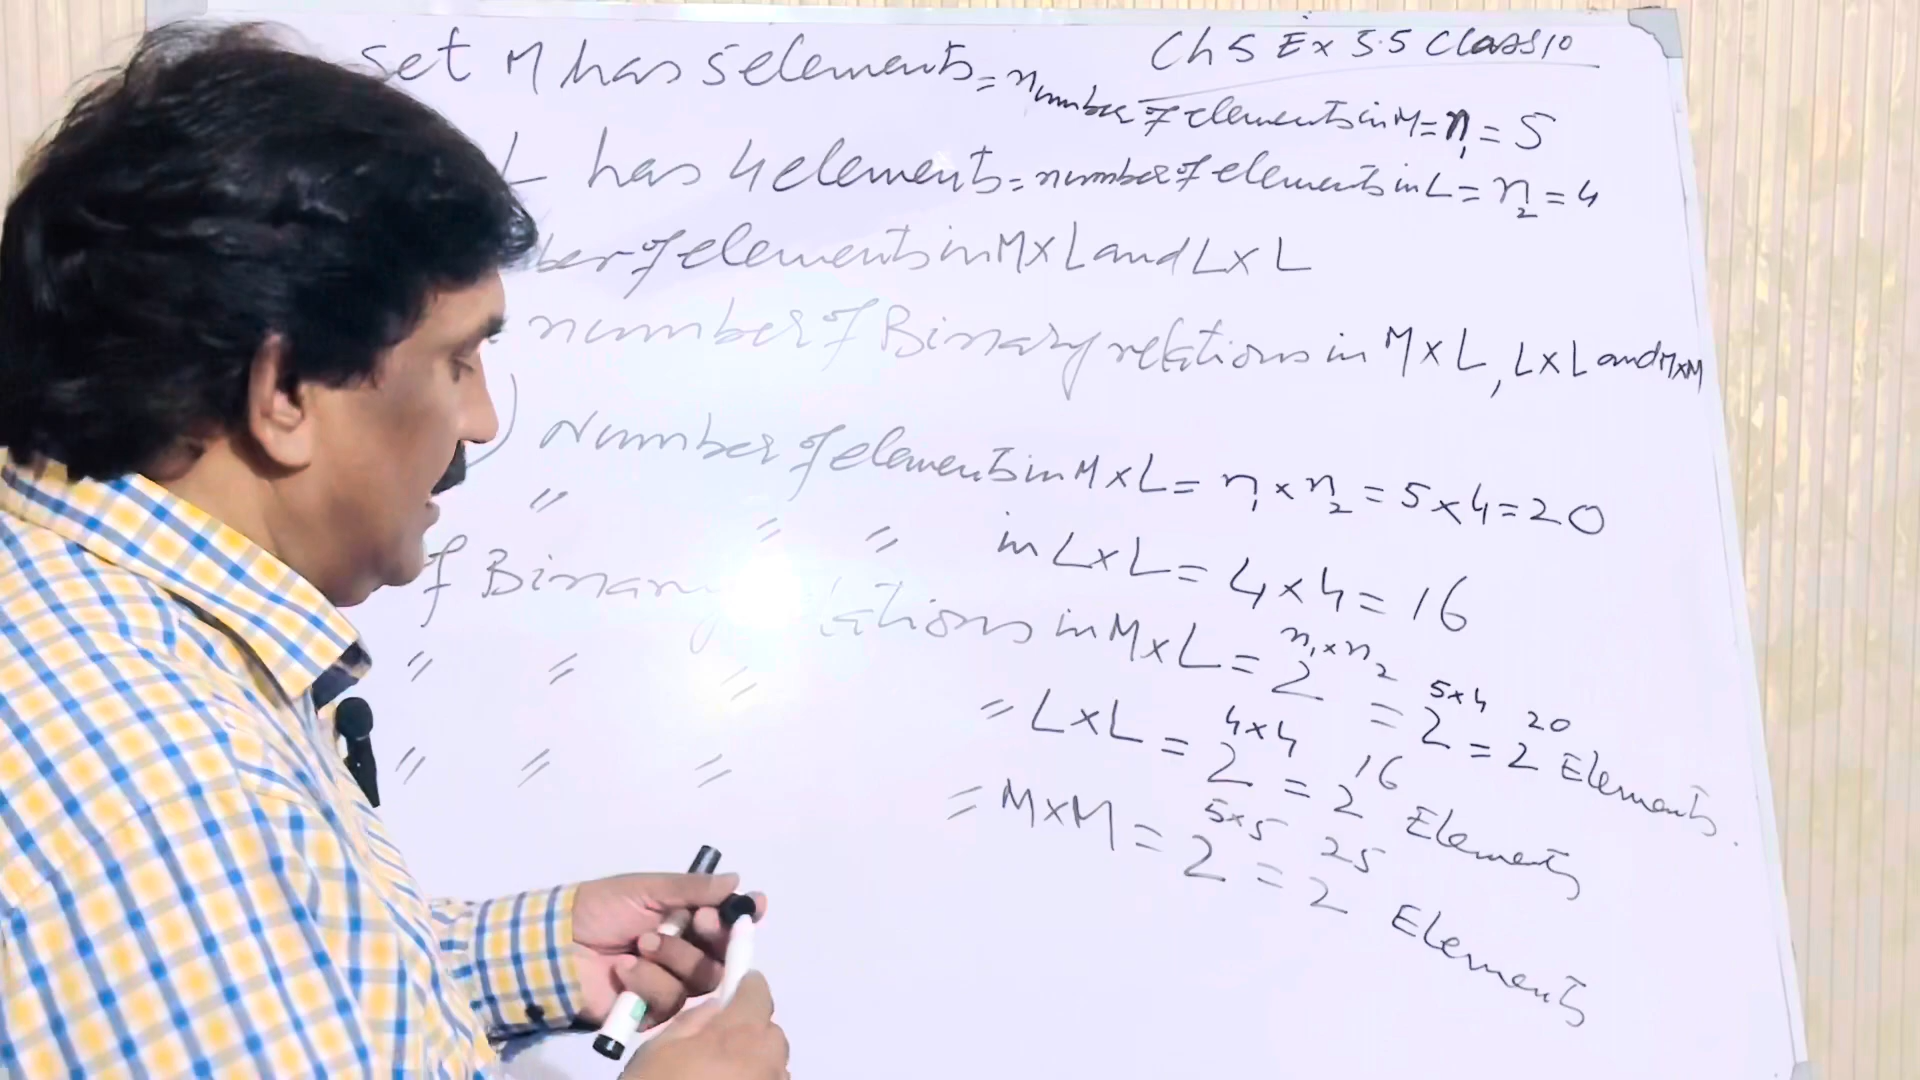 Ch 5 Ex 5.5 Class 10
set M has 5 elements = number of elements in M = n₁ = 5
L has 4 elements = number of elements in L = n₂ = 4
ber of elements in M×L and L×L
number of Binary relations in M×L, L×L and M×M
) Number of elements in M×L = n₁ × n₂ = 5×4 = 20
" " " in L×L = 4×4 = 16
of Binary lations in M×L = 2^(n₁×n₂) = 2^(5×4) = 2^20 Elements.
" " " = L×L = 2^(4×4) = 2^16 Elements
" " " = M×M = 2^(5×5) = 2^25 Elements